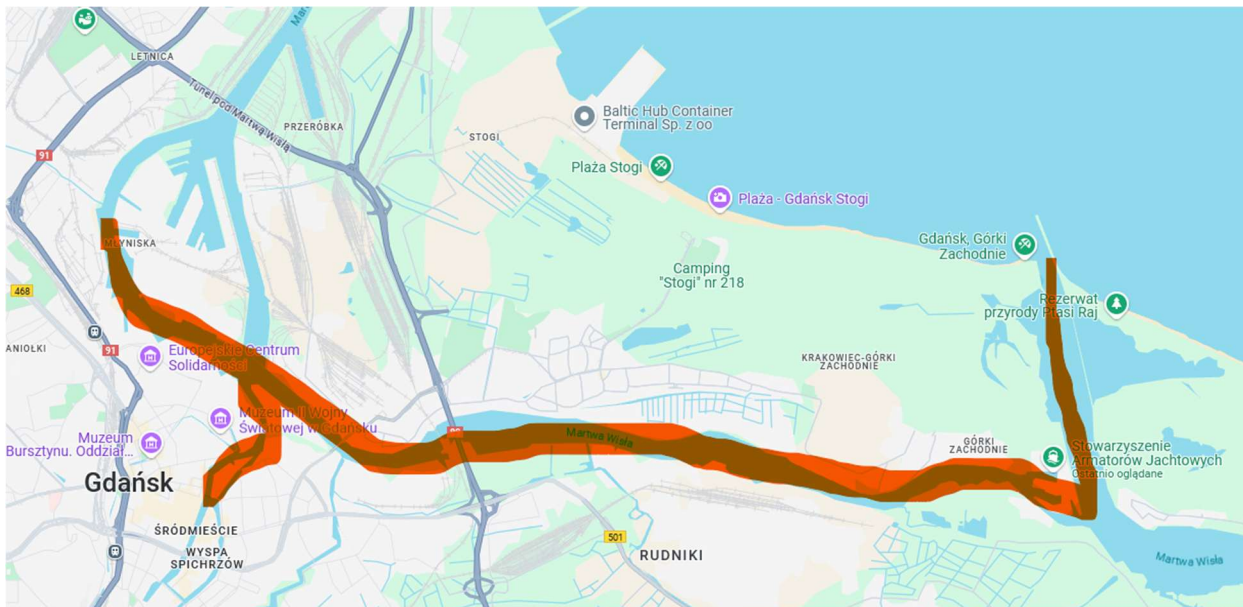 LETNICA
Tunel pod Martwą Wisłą
PRZERÓBKA
STOGI
Baltic Hub Container
Terminal Sp. z oo
Plaża Stogi
Plaża - Gdańsk Stogi
91
MŁYNISKA
Gdańsk, Górki
Zachodnie
Camping
"Stogi" nr 218
Rezerwat
przyrody Ptasi Raj
468
ANIOŁKI
91
Europejskie Centrum
Solidarności
KRAKOWIEC-GÓRKI
ZACHODNIE
Muzeum II Wojny
Światowej w Gdańsku
Muzeum
Bursztynu. Oddział...
Martwa Wisła
GÓRKI
ZACHODNIE
Stowarzyszenie
Armatorów Jachtowych
Ostatnio oglądane
Gdańsk
ŚRÓDMIEŚCIE
WYSPA
SPICHRZÓW
501
RUDNIKI
Martwa Wisła